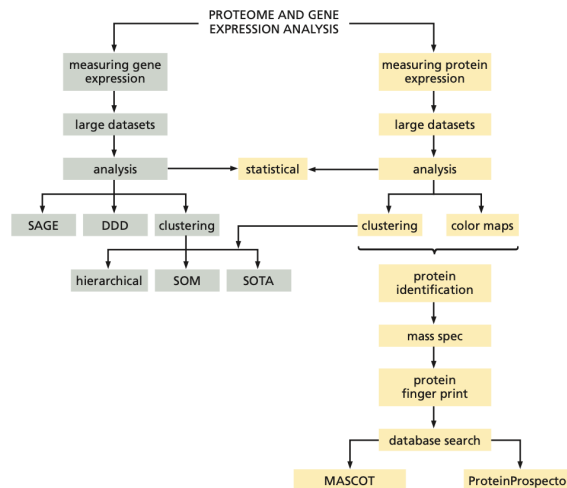 PROTEOME AND GENE
EXPRESSION ANALYSIS
measuring gene
expression
measuring protein
expression
large datasets
large datasets
analysis
statistical
analysis
SAGE
DDD
clustering
clustering
color maps
hierarchical
SOM
SOTA
protein
identification
mass spec
protein
finger print
database search
MASCOT
ProteinProspecto